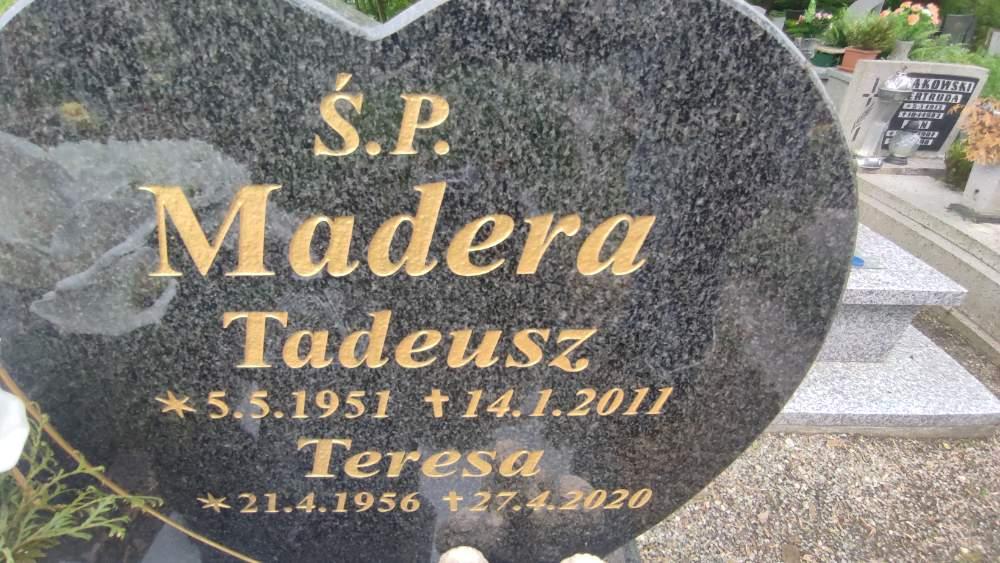 Ś.P.
Madera
Tadeusz
* 5.5.1951 † 14.1.2011
Teresa
* 21.4.1956 † 27.4.2020